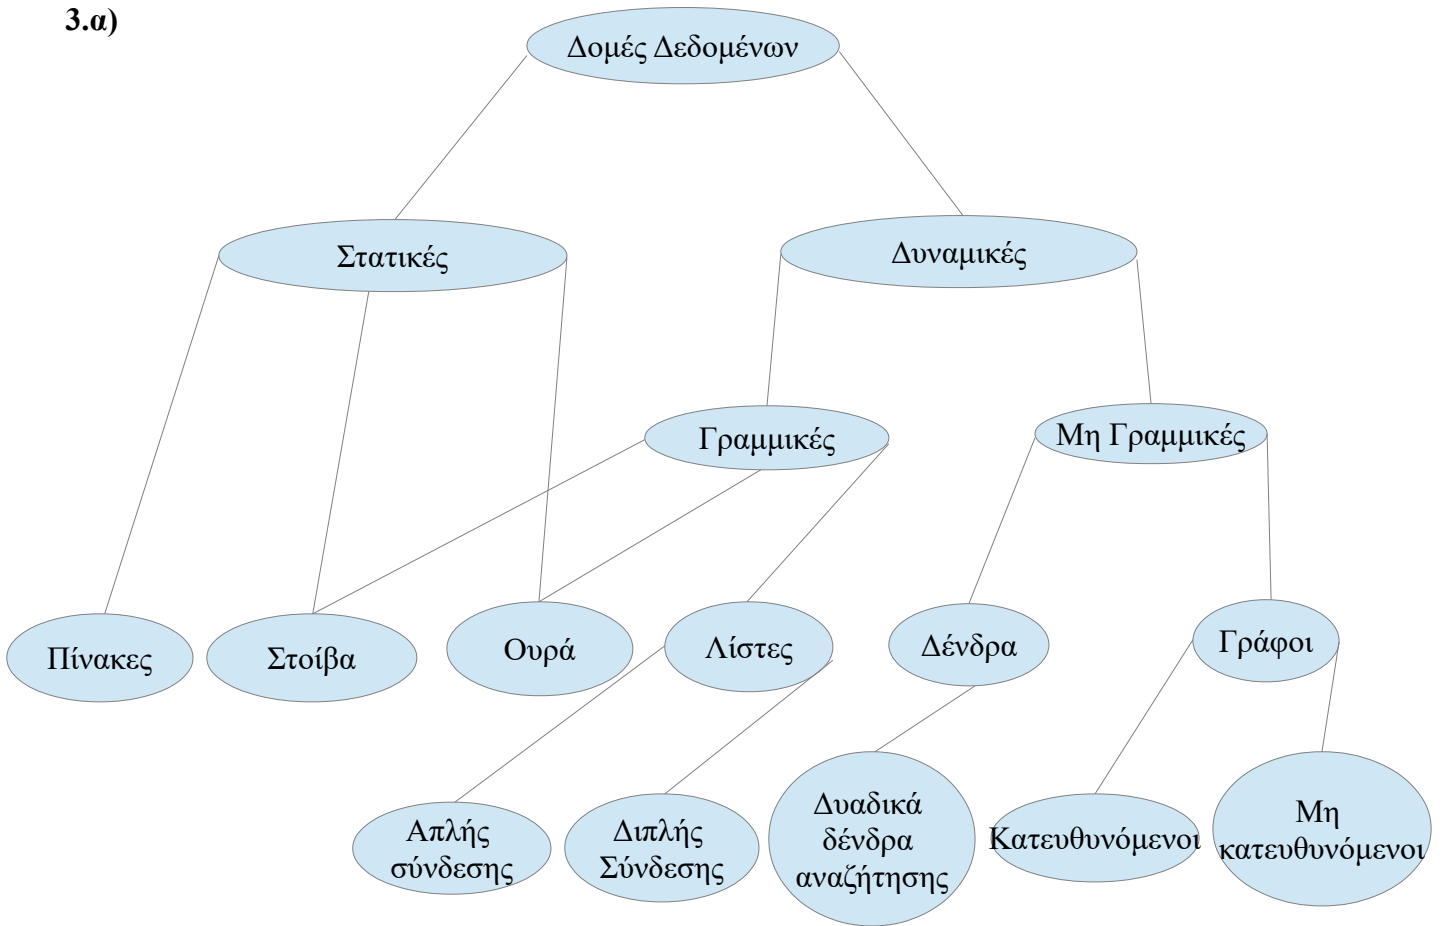 3.α)
Δομές Δεδομένων
Στατικές
Δυναμικές
Γραμμικές
Μη Γραμμικές
Πίνακες
Στοίβα
Ουρά
Λίστες
Δένδρα
Γράφοι
Απλής
σύνδεσης
Διπλής
Σύνδεσης
Δυαδικά
δένδρα
αναζήτησης
Κατευθυνόμενοι
Μη
κατευθυνόμενοι